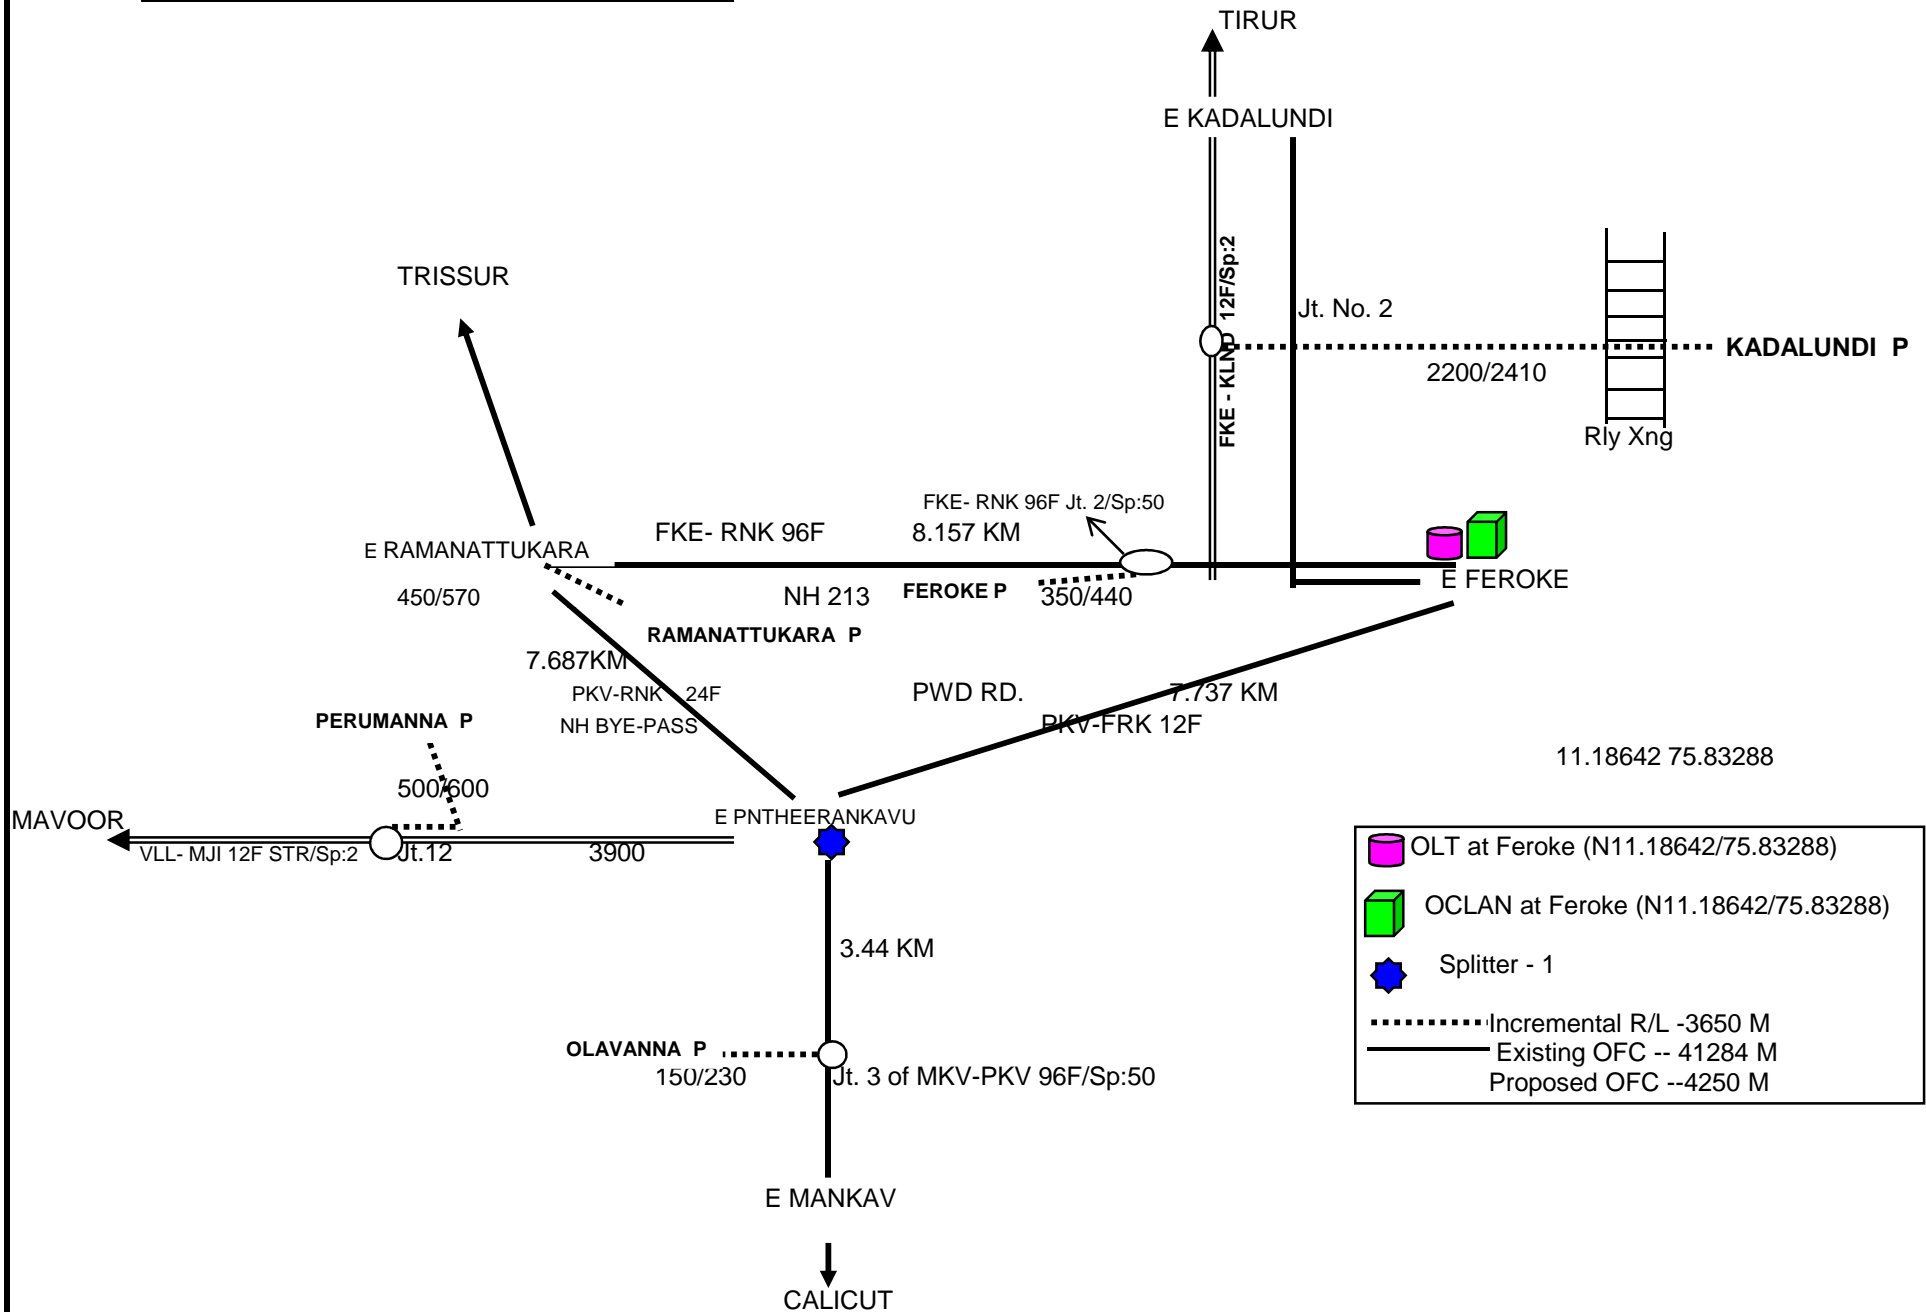 TIRUR
E KADALUNDI
FKE - KLND 12F/Sp:2
TRISSUR
Jt. No. 2
KADALUNDI P
2200/2410
Rly Xng
FKE- RNK 96F Jt. 2/Sp:50
FKE- RNK 96F 8.157 KM
E RAMANATTUKARA
E FEROKE
450/570
NH 213
FEROKE P
350/440
RAMANATTUKARA P
7.687KM
PKV-RNK 24F
PWD RD.
7.737 KM
PERUMANNA P
NH BYE-PASS
PKV-FRK 12F
11.18642 75.83288
500/600
MAVOOR
E PNTHEERANKAVU
VLL- MJI 12F STR/Sp:2
Jt.12
3900
OLT at Feroke (N11.18642/75.83288)
OCLAN at Feroke (N11.18642/75.83288)
Splitter - 1
Incremental R/L -3650 M
Existing OFC -- 41284 M
Proposed OFC --4250 M
3.44 KM
OLAVANNA P
150/230
Jt. 3 of MKV-PKV 96F/Sp:50
E MANKAV
CALICUT